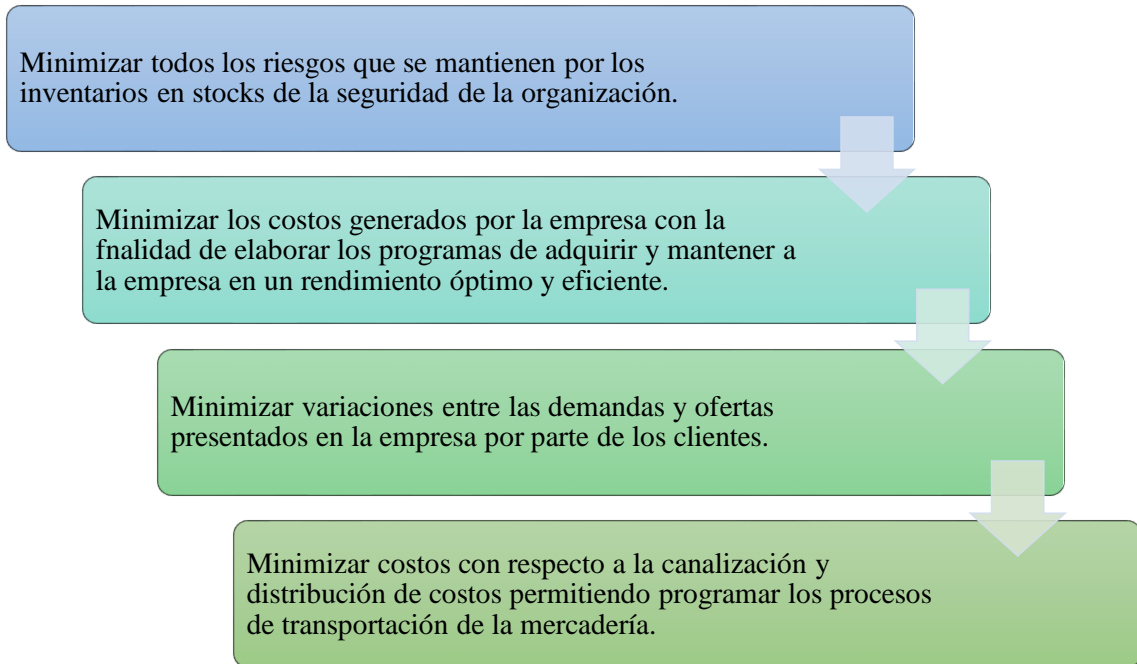 Minimizar todos los riesgos que se mantienen por los
inventarios en stocks de la seguridad de la organización.
Minimizar los costos generados por la empresa con la
fnalidad de elaborar los programas de adquirir y mantener a
la empresa en un rendimiento óptimo y eficiente.
Minimizar variaciones entre las demandas y ofertas
presentados en la empresa por parte de los clientes.
Minimizar costos con respecto a la canalización y
distribución de costos permitiendo programar los procesos
de transportación de la mercadería.